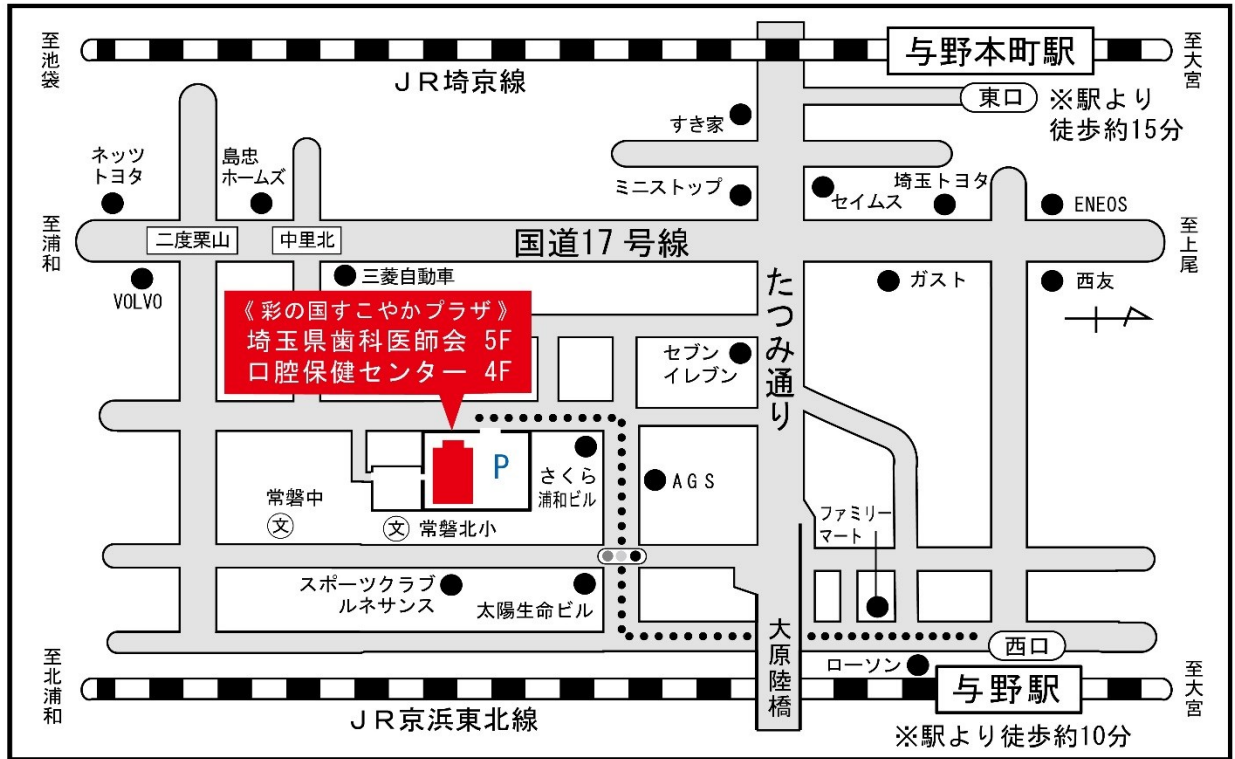 至池袋
JR埼京線
与野本町駅
至大宮
東口
※駅より
徒歩約15分
すき家
ネッツ
トヨタ
島忠
ホームズ
ミニストップ
セイムス
埼玉トヨタ
ENEOS
至浦和
二度栗山
中里北
国道17号線
至上尾
VOLVO
三菱自動車
たつみ通り
ガスト
西友
《彩の国すこやかプラザ》
埼玉県歯科医師会 5F
口腔保健センター 4F
セブン
イレブン
P
さくら
浦和ビル
AGS
常磐中
文
文
常磐北小
ファミリー
マート
スポーツクラブ
ルネサンス
太陽生命ビル
大原陸橋
西口
至北浦和
ローソン
与野駅
至大宮
JR京浜東北線
※駅より徒歩約10分